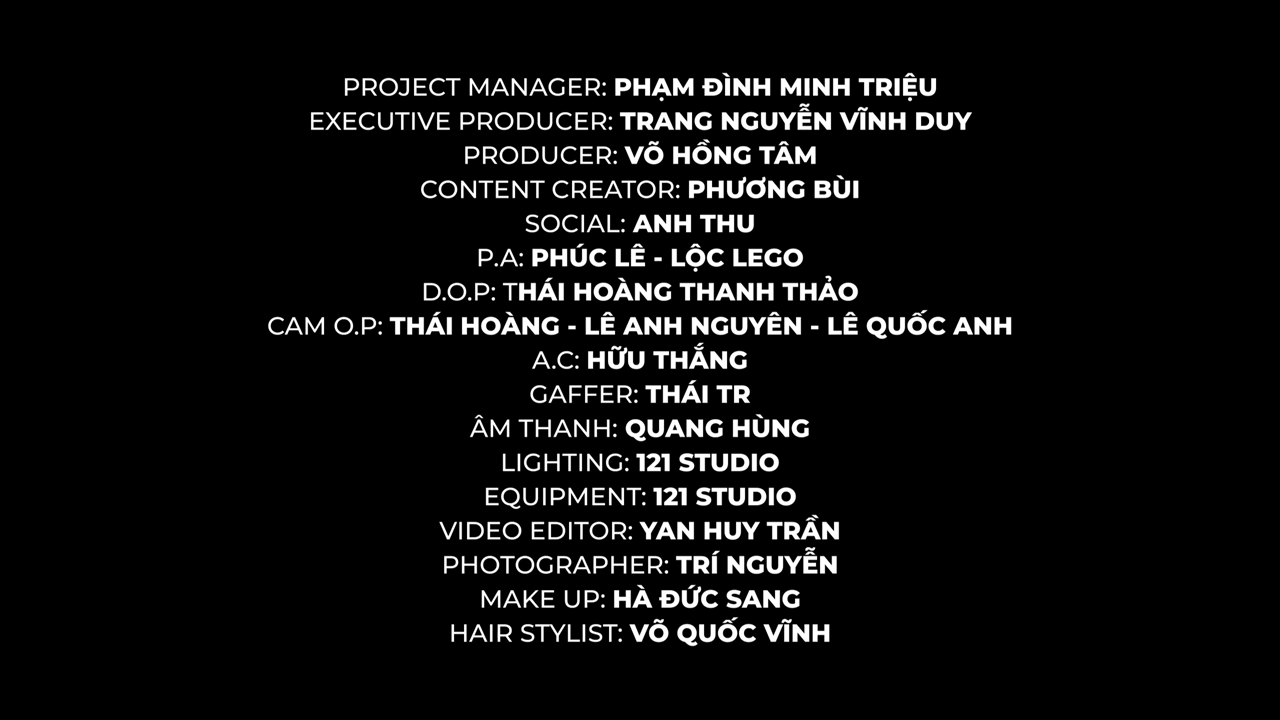 PROJECT MANAGER: PHẠM ĐÌNH MINH TRIỆU
EXECUTIVE PRODUCER: TRANG NGUYỄN VĨNH DUY
PRODUCER: VÕ HỒNG TÂM
CONTENT CREATOR: PHƯƠNG BÙI
SOCIAL: ANH THU
P.A: PHÚC LÊ - LỘC LEGO
D.O.P: THÁI HOÀNG THANH THẢO
CAM O.P: THÁI HOÀNG - LÊ ANH NGUYÊN - LÊ QUỐC ANH
A.C: HỮU THẮNG
GAFFER: THÁI TR
ÂM THANH: QUANG HÙNG
LIGHTING: 121 STUDIO
EQUIPMENT: 121 STUDIO
VIDEO EDITOR: YAN HUY TRẦN
PHOTOGRAPHER: TRÍ NGUYỄN
MAKE UP: HÀ ĐỨC SANG
HAIR STYLIST: VÕ QUỐC VĨNH